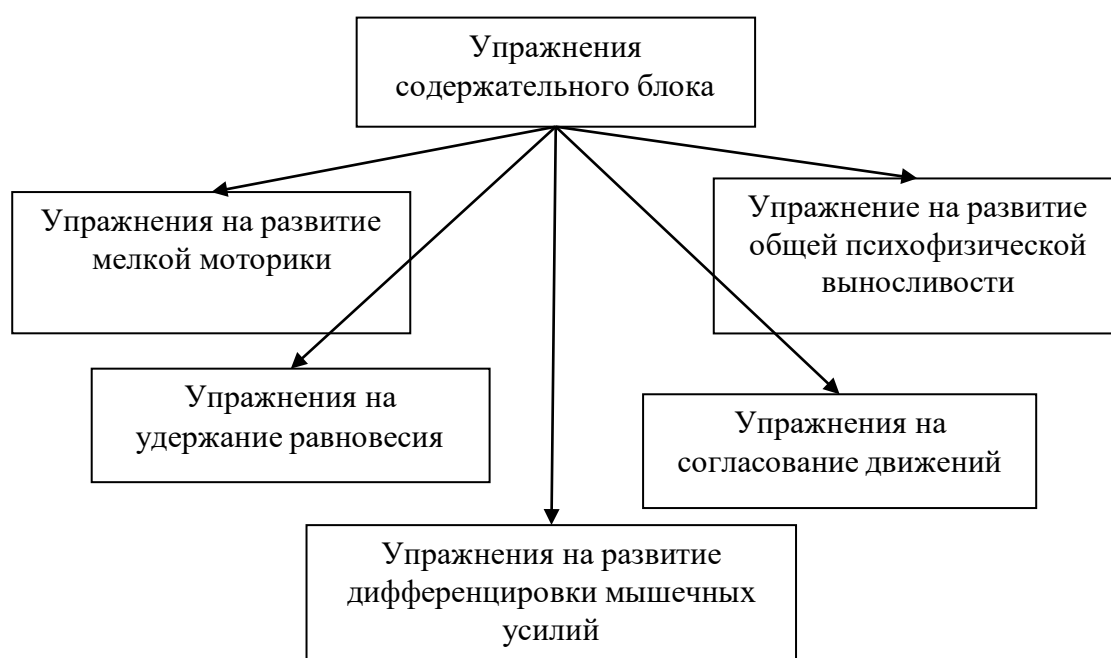 Упражнения
содержательного блока
Упражнения на развитие
мелкой моторики
Упражнение на развитие
общей психофизической
выносливости
Упражнения на
удержание равновесия
Упражнения на
согласование движений
Упражнения на развитие
дифференцировки мышечных
усилий